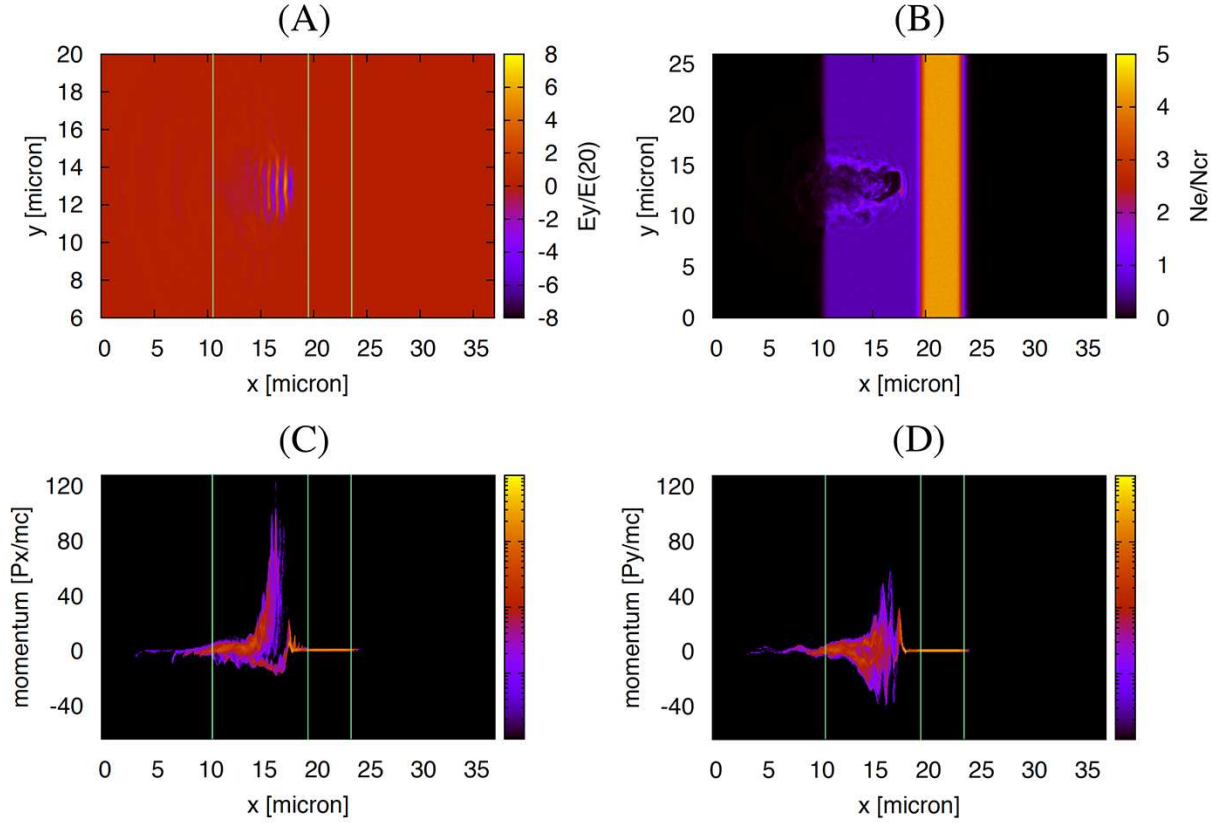 (A)
(B)
y [micron]
20
18
16
14
12
10
8
6
0 5 10 15 20 25 30 35
x [micron]
8
6
4
2
0
-2
-4
-6
-8
Ey/E(20)
y [micron]
25
20
15
10
5
0
0 5 10 15 20 25 30 35
x [micron]
5
4
3
2
1
0
Ne/Ncr
(C)
(D)
momentum [Px/mc]
120
80
40
0
-40
0 5 10 15 20 25 30 35
x [micron]
momentum [Py/mc]
120
80
40
0
-40
0 5 10 15 20 25 30 35
x [micron]